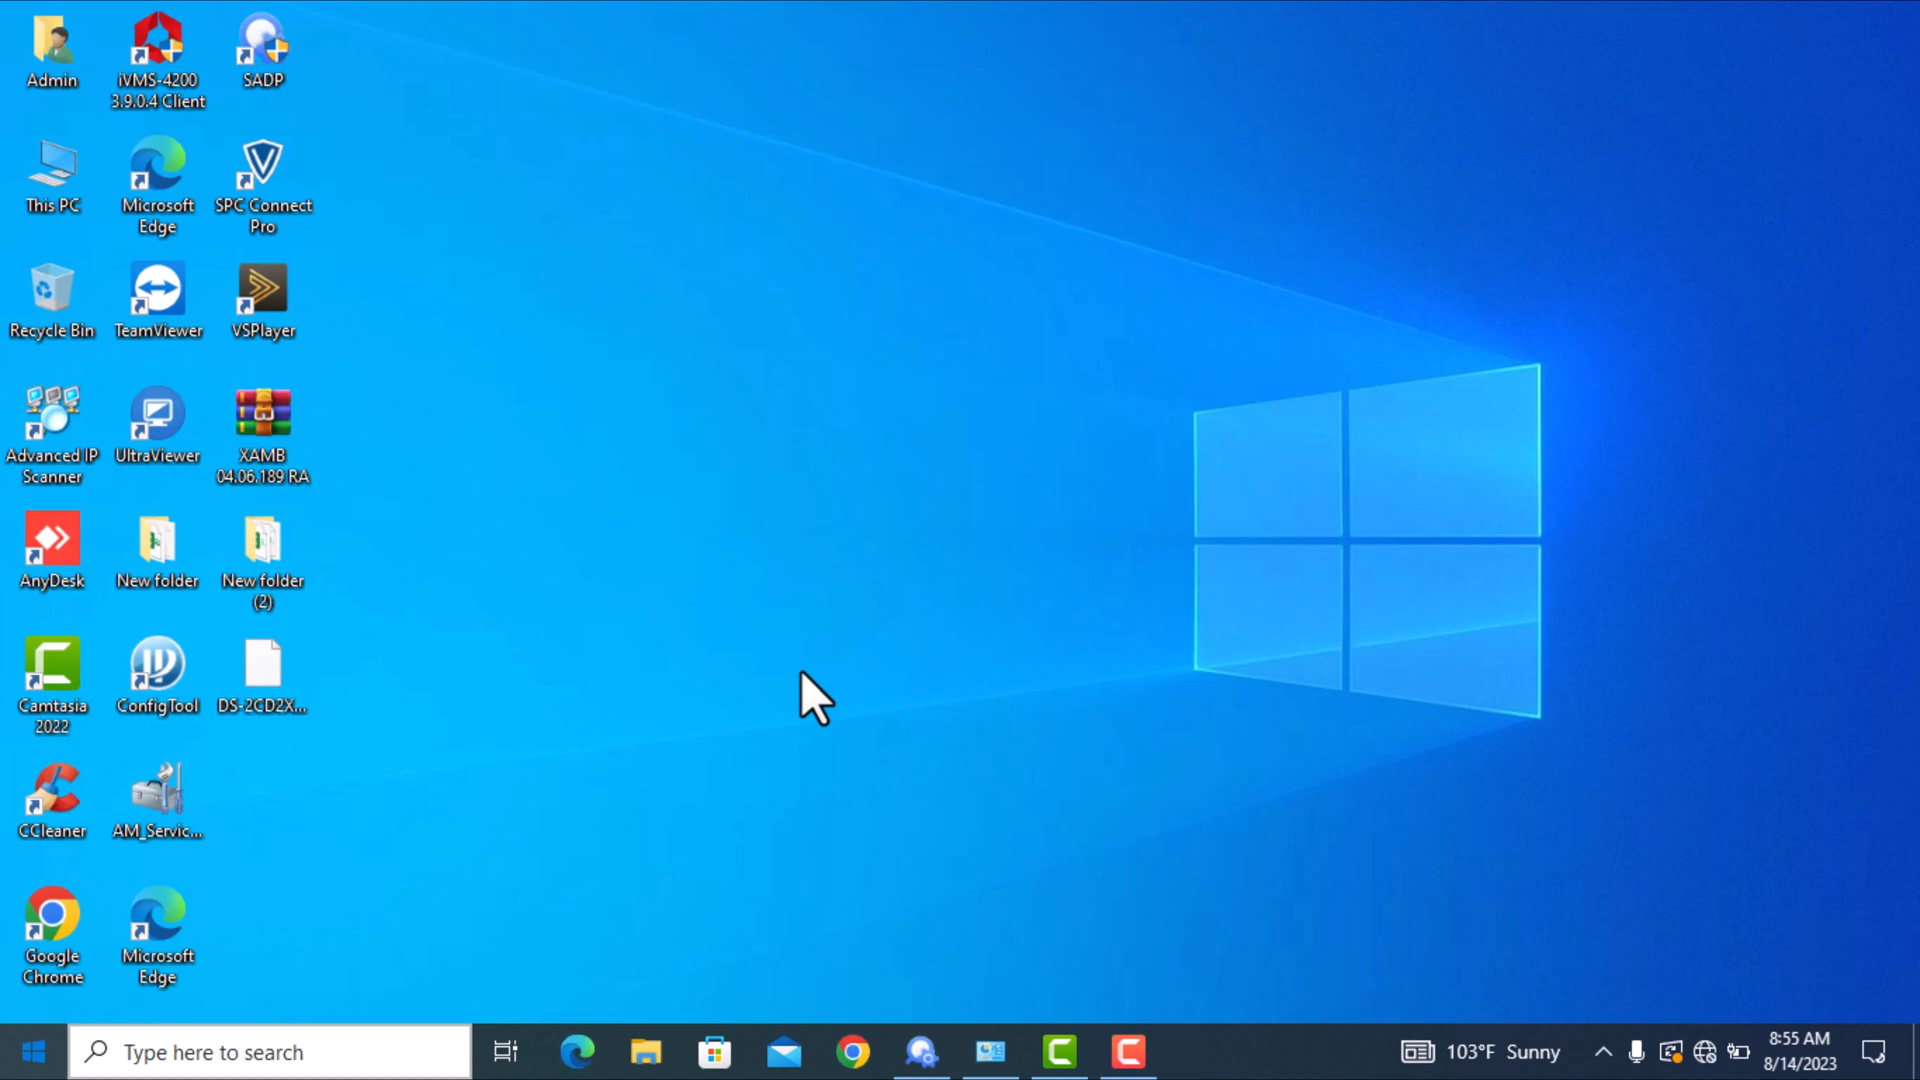 Admin
iVMS-4200
3.9.0.4 Client
SADP
This PC
Microsoft
Edge
SPC Connect
Pro
Recycle Bin
TeamViewer
VSPlayer
Advanced IP
Scanner
UltraViewer
XAMB
04.06.189 RA
AnyDesk
New folder
New folder
(2)
Camtasia
2022
ConfigTool
DS-2CD2X...
CCleaner
AM_Servic...
Google
Chrome
Microsoft
Edge
Type here to search
103°F Sunny
8:55 AM
8/14/2023